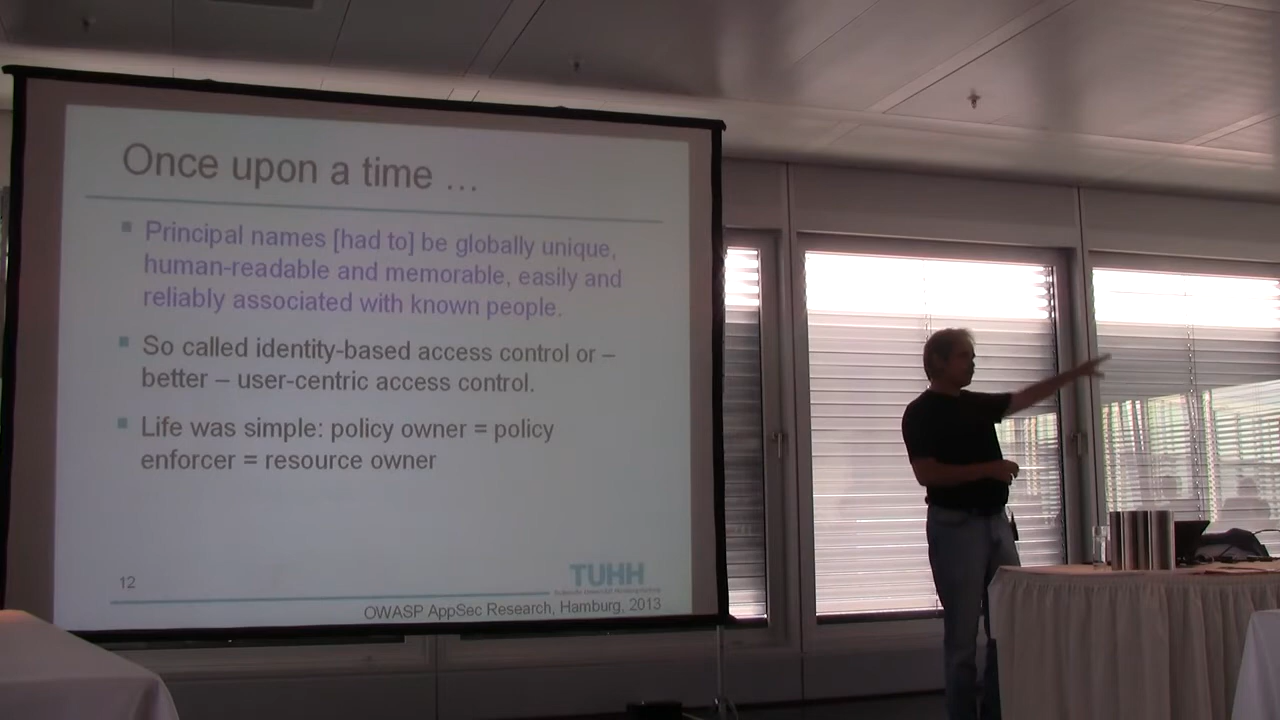 Once upon a time ...
Principal names [had to] be globally unique,
human-readable and memorable, easily and
reliably associated with known people.
So called identity-based access control or –
better – user-centric access control.
Life was simple: policy owner = policy
enforcer = resource owner
12
TUHH
OWASP AppSec Research, Hamburg, 2013